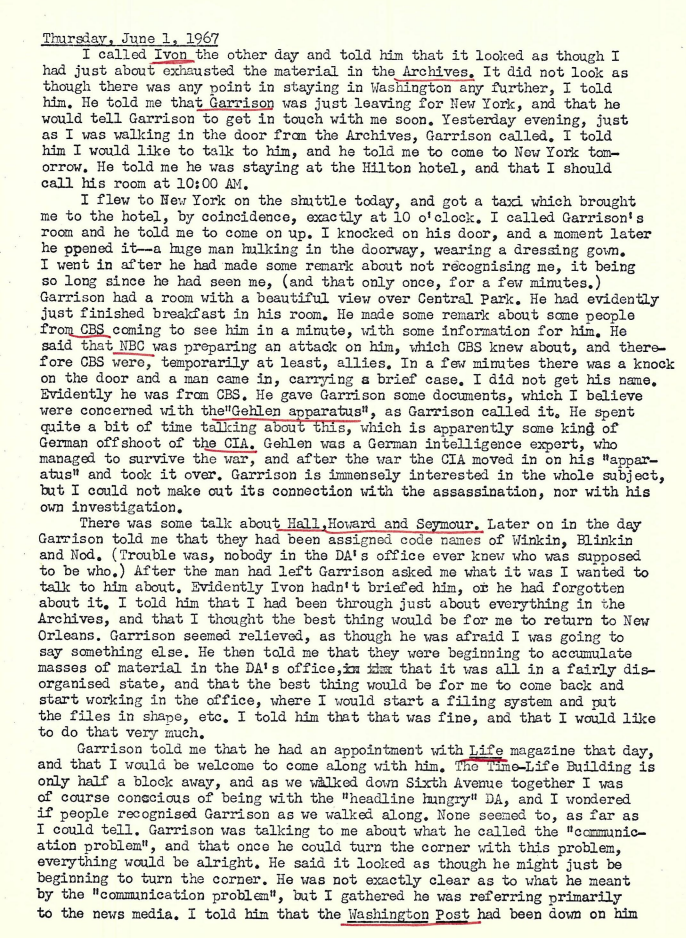 Thursday, June 1, 1967
I called Ivon the other day and told him that it looked as though I
had just about exhausted the material in the Archives. It did not look as
though there was any point in staying in Washington any further, I told
him. He told me that Garrison was just leaving for New York, and that he
would tell Garrison to get in touch with me soon. Yesterday evening, just
as I was walking in the door from the Archives, Garrison called. I told
him I would like to talk to him, and he told me to come to New York tom-
orrow. He told me he was staying at the Hilton hotel, and that I should
call his room at 10:00 AM.
I flew to New York on the shuttle today, and got a taxi which brought
me to the hotel, by coincidence, exactly at 10 o'clock. I called Garrison's
room and he told me to come on up. I knocked on his door, and a moment later
he ppened it--a huge man hulking in the doorway, wearing a dressing gown.
I went in after he had made some remark about not recognising me, it being
so long since he had seen me, (and that only once, for a few minutes.)
Garrison had a room with a beautiful view over Central Park. He had evidently
just finished breakfast in his room. He made some remark about some people
from CBS coming to see him in a minute, with some information for him. He
said that NBC was preparing an attack on him, which CBS knew about, and there-
fore CBS were, temporarily at least, allies. In a few minutes there was a knock
on the door and a man came in, carrying a brief case. I did not get his name.
Evidently he was from CBS. He gave Garrison some documents, which I believe
were concerned with the"Gehlen apparatus", as Garrison called it. He spent
quite a bit of time talking about this, which is apparently some kind of
German offshoot of the CIA. Gehlen was a German intelligence expert, who
managed to survive the war, and after the war the CIA moved in on his "appar-
atus" and took it over. Garrison is immensely interested in the whole subject,
but I could not make out its connection with the assassination, nor with his
own investigation.
There was some talk about Hall,Howard and Seymour. Later on in the day
Garrison told me that they had been assigned code names of Winkin, Blinkin
and Nod. (Trouble was, nobody in the DA's office ever knew who was supposed
to be who.) After the man had left Garrison asked me what it was I wanted to
talk to him about. Evidently Ivon hadn't briefed him, or he had forgotten
about it. I told him that I had been through just about everything in the
Archives, and that I thought the best thing would be for me to return to New
Orleans. Garrison seemed relieved, as though he was afraid I was going to
say something else. He then told me that they were beginning to accumulate
masses of material in the DA's office, that it was all in a fairly dis-
organised state, and that the best thing would be for me to come back and
start working in the office, where I would start a filing system and put
the files in shape, etc. I told him that that was fine, and that I would like
to do that very much.
Garrison told me that he had an appointment with Life magazine that day,
and that I would be welcome to come along with him. The Time-Life Building is
only half a block away, and as we walked down Sixth Avenue together I was
of course conscious of being with the "headline hungry" DA, and I wondered
if people recognised Garrison as we walked along. None seemed to, as far as
I could tell. Garrison was talking to me about what he called the "communic-
ation problem", and that once he could turn the corner with this problem,
everything would be alright. He said it looked as though he might just be
beginning to turn the corner. He was not exactly clear as to what he meant
by the "communication problem", but I gathered he was referring primarily
to the news media. I told him that the Washington Post had been down on him